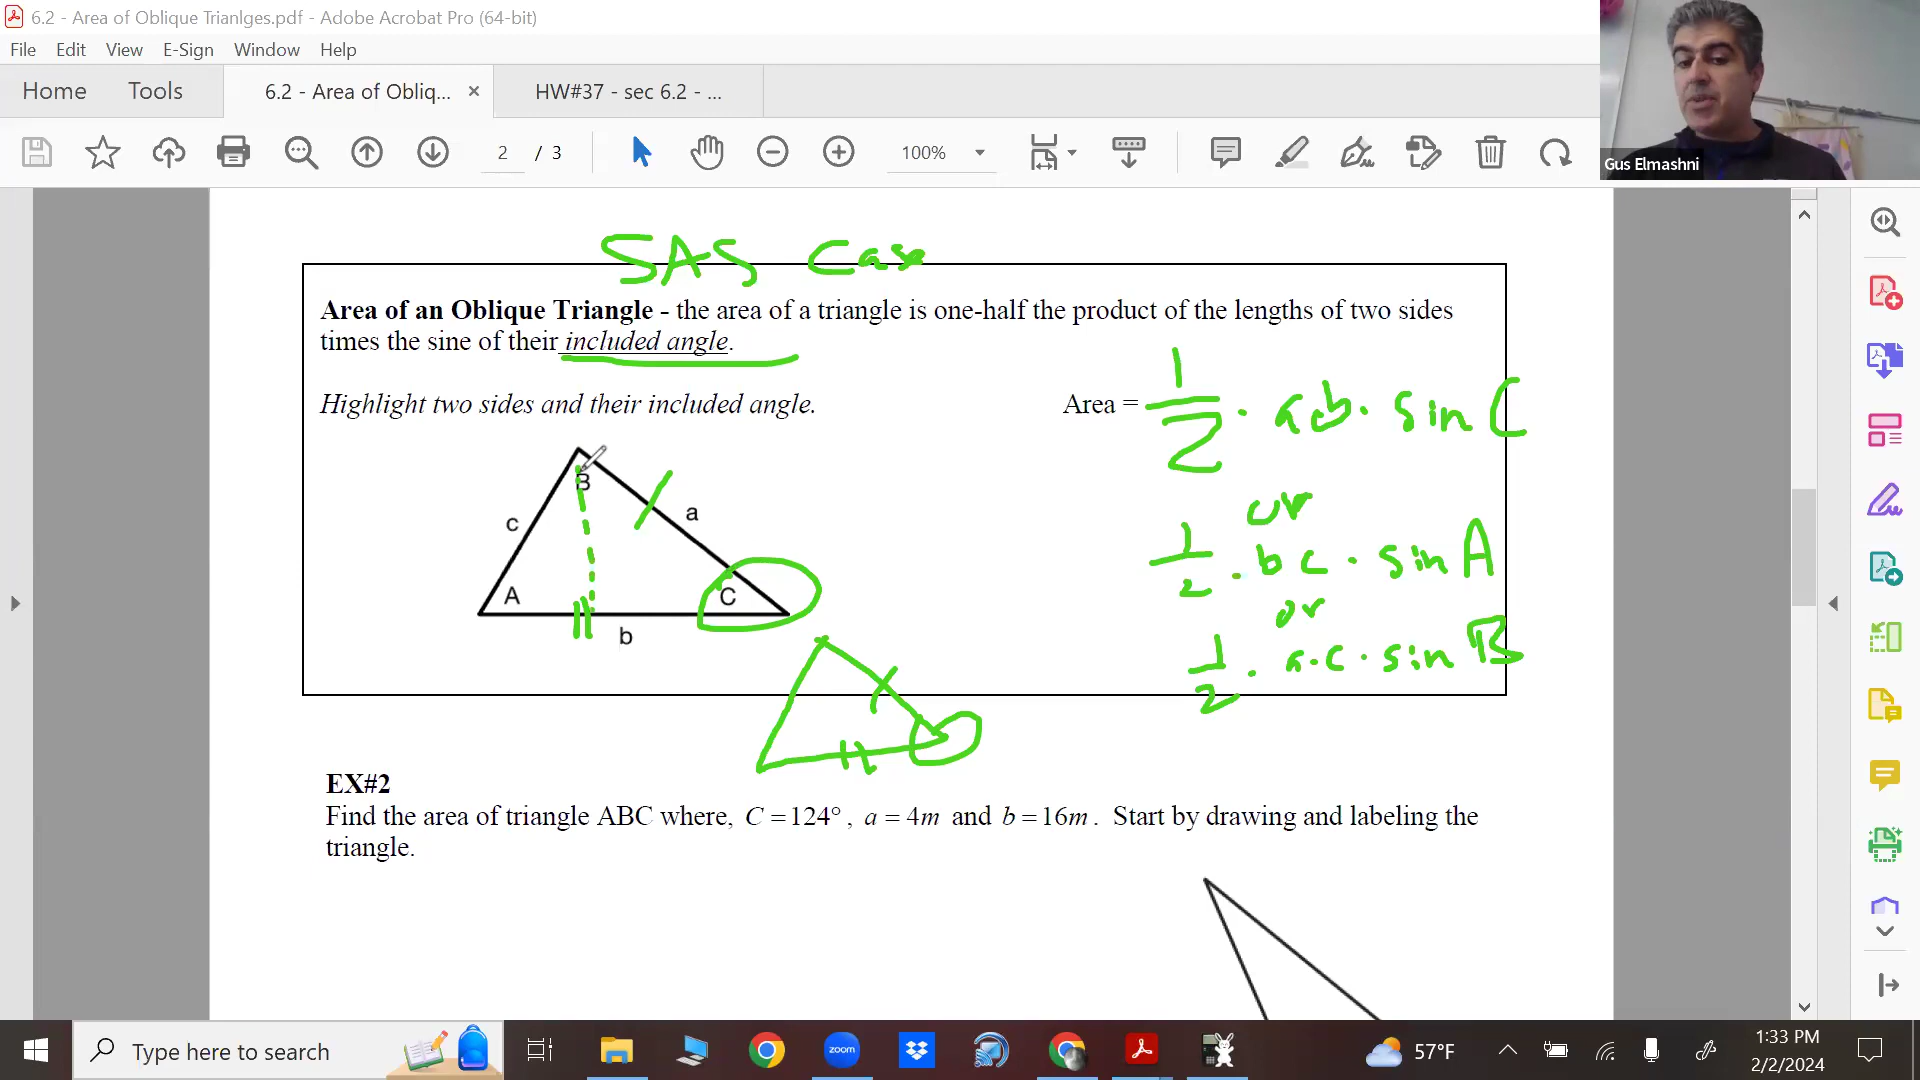 6.2 - Area of Oblique Trianlges.pdf - Adobe Acrobat Pro (64-bit)
File Edit View E-Sign Window Help
Home Tools 6.2 - Area of Obliq... × HW#37 - sec 6.2 - ...
2 / 3 100%
Gus Elmashni
SAS Case
Area of an Oblique Triangle - the area of a triangle is one-half the product of the lengths of two sides
times the sine of their included angle.
Highlight two sides and their included angle.
Area = 1/2 · ab · sin C
or
1/2 · bc · sin A
or
1/2 · a·c · sin B
B
c a
A C
b
EX#2
Find the area of triangle ABC where, C = 124°, a = 4m and b = 16m. Start by drawing and labeling the
triangle.
Type here to search
zoom
57°F
1:33 PM
2/2/2024